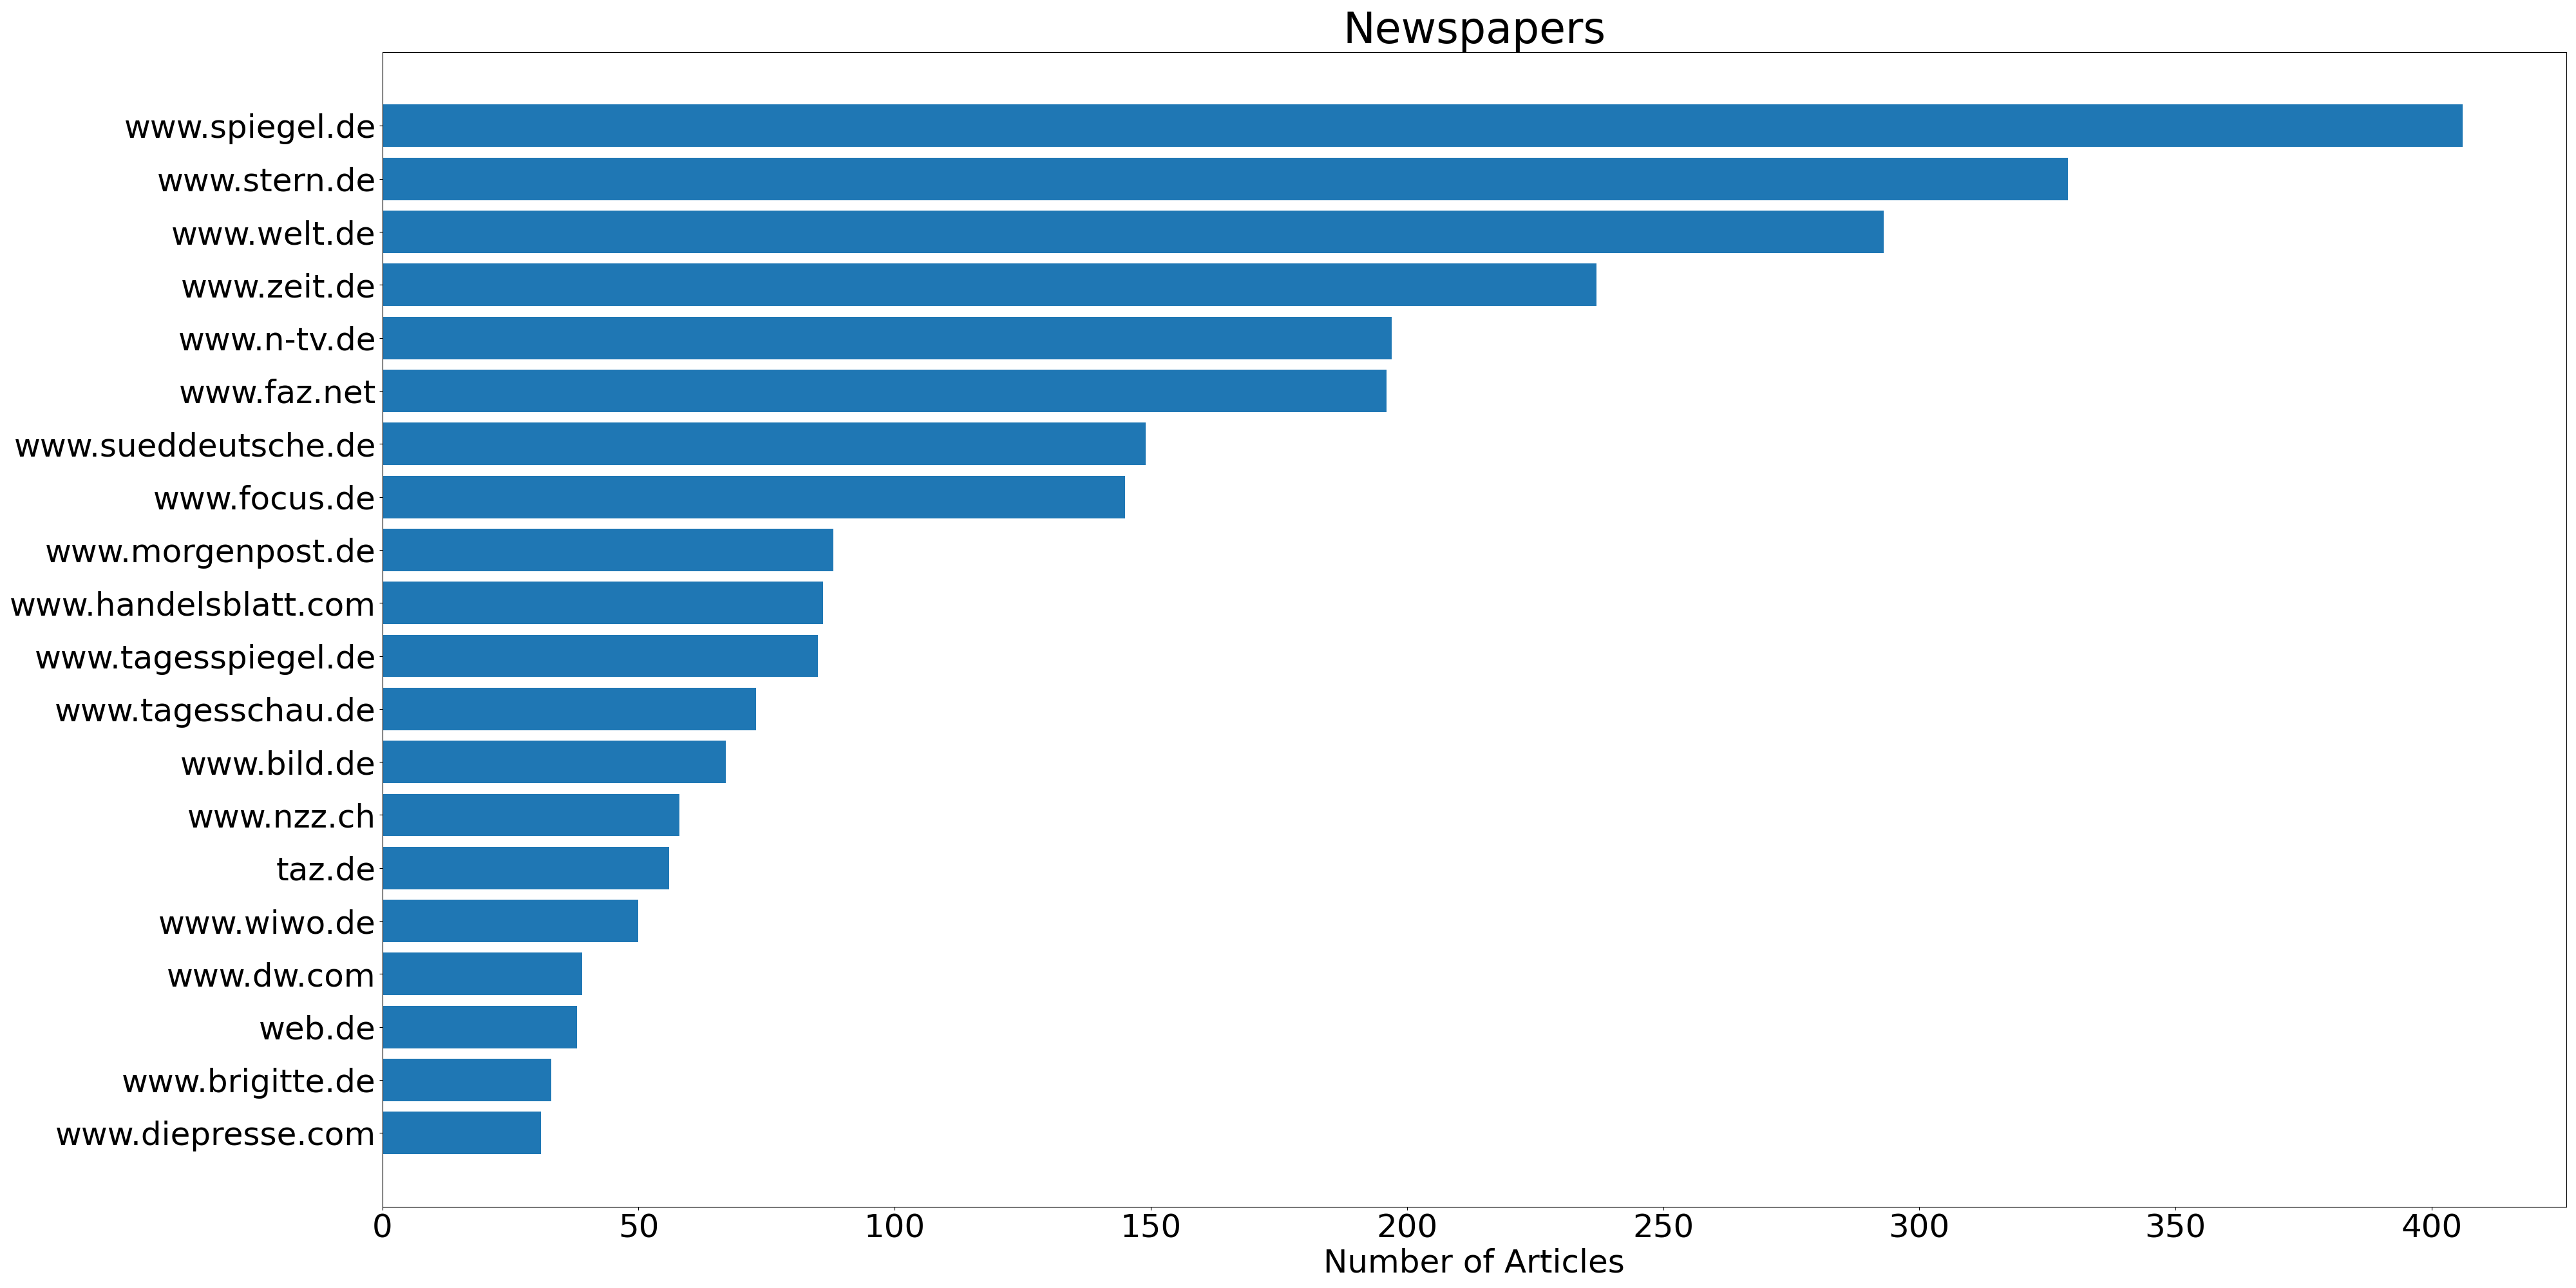 Newspapers
www.spiegel.de
www.stern.de
www.welt.de
www.zeit.de
www.n-tv.de
www.faz.net
www.sueddeutsche.de
www.focus.de
www.morgenpost.de
www.handelsblatt.com
www.tagesspiegel.de
www.tagesschau.de
www.bild.de
www.nzz.ch
taz.de
www.wiwo.de
www.dw.com
web.de
www.brigitte.de
www.diepresse.com
0 50 100 150 200 250 300 350 400
Number of Articles